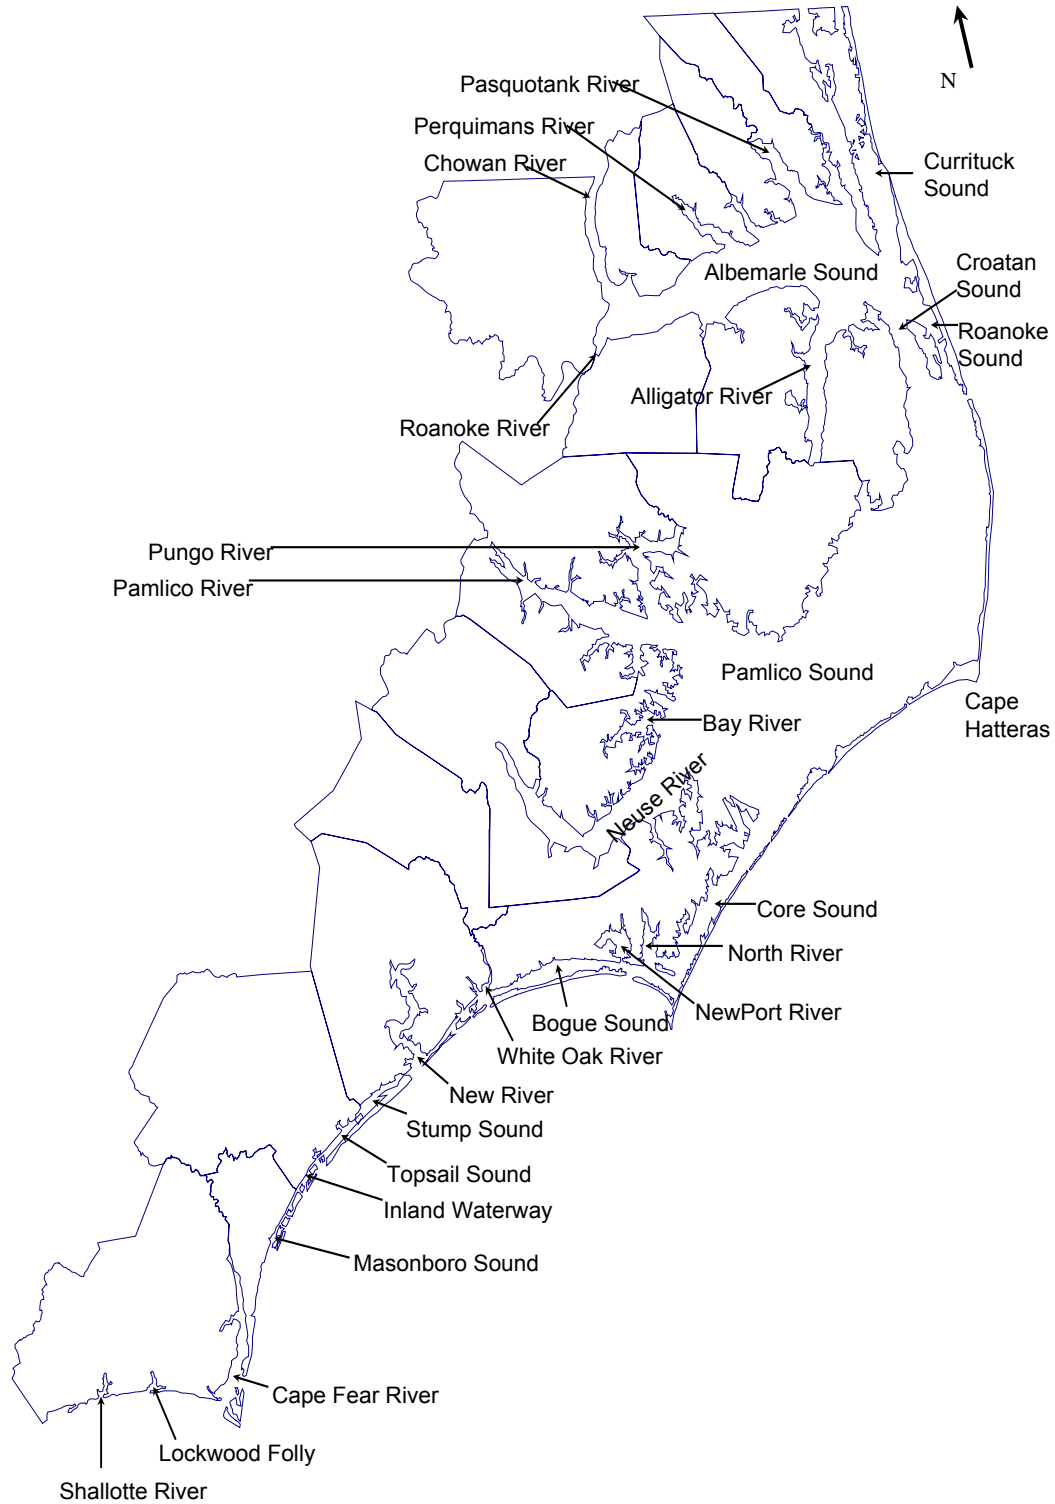 N
Pasquotank River
Perquimans River
Chowan River
Currituck
Sound
Albemarle Sound
Croatan
Sound
Roanoke
Sound
Alligator River
Roanoke River
Pungo River
Pamlico River
Pamlico Sound
Cape
Hatteras
Bay River
Neuse River
Core Sound
North River
NewPort River
Bogue Sound
White Oak River
New River
Stump Sound
Topsail Sound
Inland Waterway
Masonboro Sound
Cape Fear River
Lockwood Folly
Shallotte River